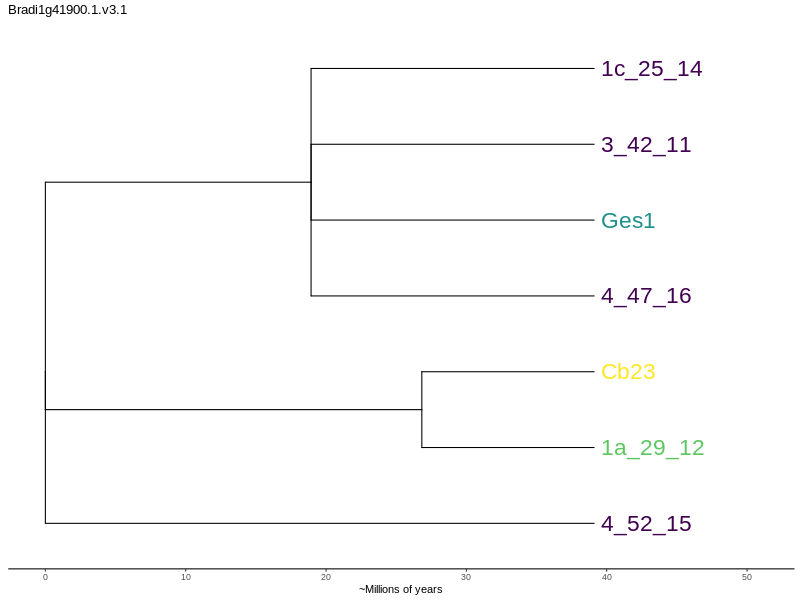 Bradi1g41900.1.v3.1
1c_25_14
3_42_11
Ges1
4_47_16
Cb23
1a_29_12
4_52_15
0 10 20 30 40 50
~Millions of years